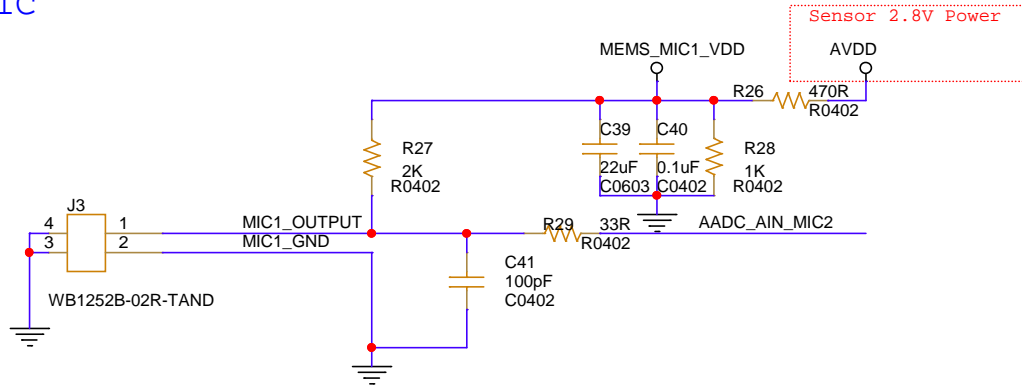 IC
Sensor 2.8V Power
MEMS_MIC1_VDD
AVDD
R26
470R
R0402
C39
C40
R27
R28
2K
22uF
0.1uF
1K
R0402
C0603
C0402
R0402
J3
4
1
MIC1_OUTPUT
R29
33R
AADC_AIN_MIC2
3
2
MIC1_GND
R0402
C41
100pF
C0402
WB1252B-02R-TAND